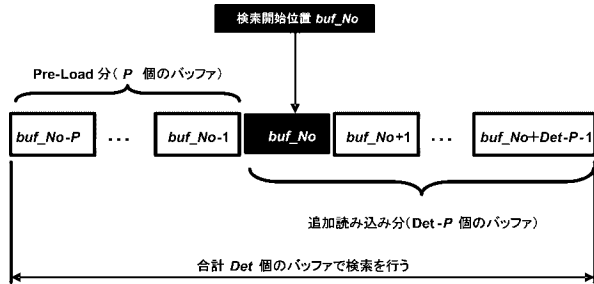 検索開始位置 buf_No
Pre-Load 分( P 個のバッファ)
buf_No-P ... buf_No-1 buf_No buf_No+1 ... buf_No+Det-P-1
追加読み込み分(Det-P 個のバッファ)
合計 Det 個のバッファで検索を行う